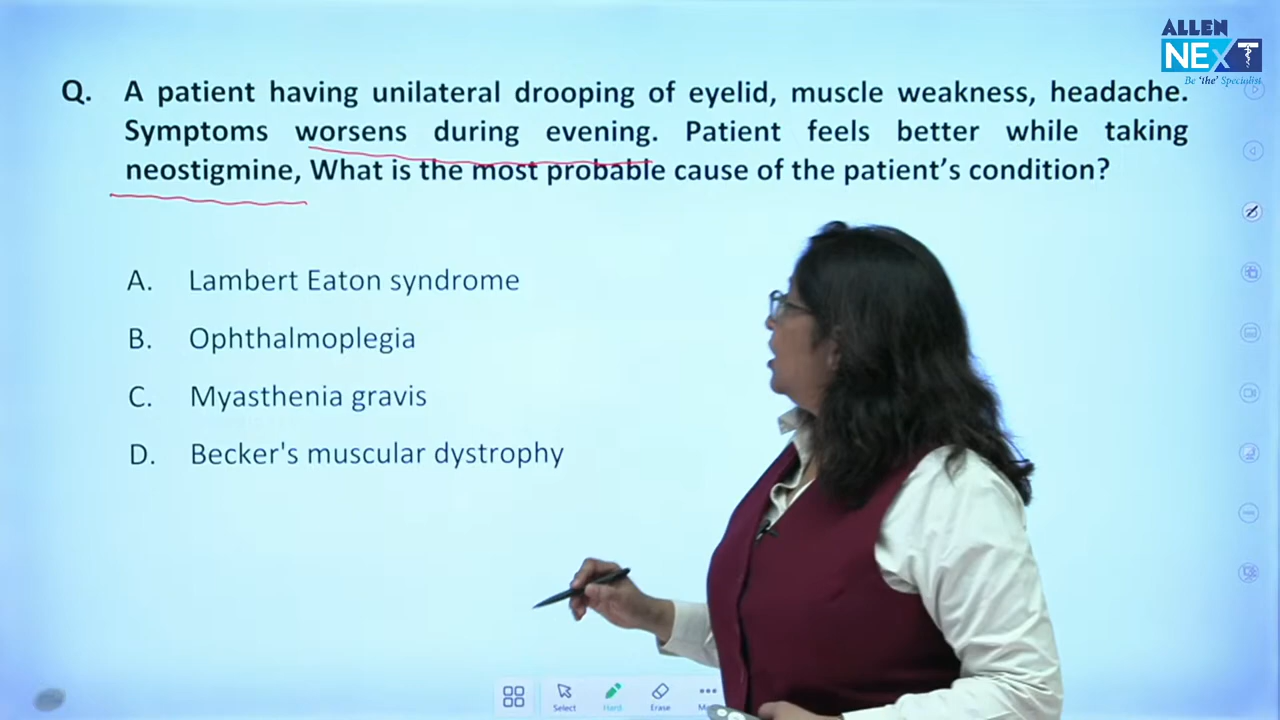 ALLEN
NExT
Be 'the' Specialist
Q. A patient having unilateral drooping of eyelid, muscle weakness, headache.
Symptoms worsens during evening. Patient feels better while taking
neostigmine, What is the most probable cause of the patient's condition?
A. Lambert Eaton syndrome
B. Ophthalmoplegia
C. Myasthenia gravis
D. Becker's muscular dystrophy
Select
Hard
Erase